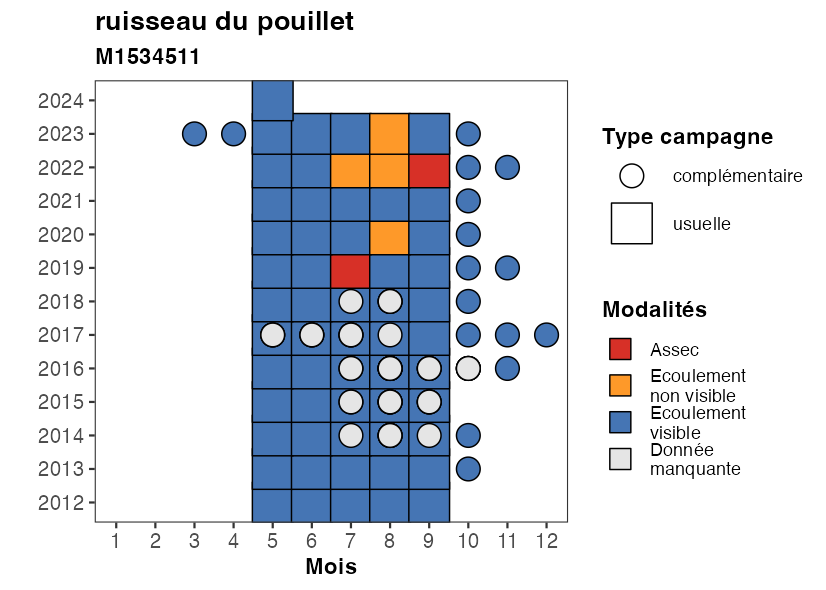 ruisseau du pouillet
M1534511
2024
2023
2022
2021
2020
2019
2018
2017
2016
2015
2014
2013
2012
1 2 3 4 5 6 7 8 9 10 11 12
Mois
Type campagne
complémentaire
usuelle
Modalités
Assec
Ecoulement
non visible
Ecoulement
visible
Donnée
manquante